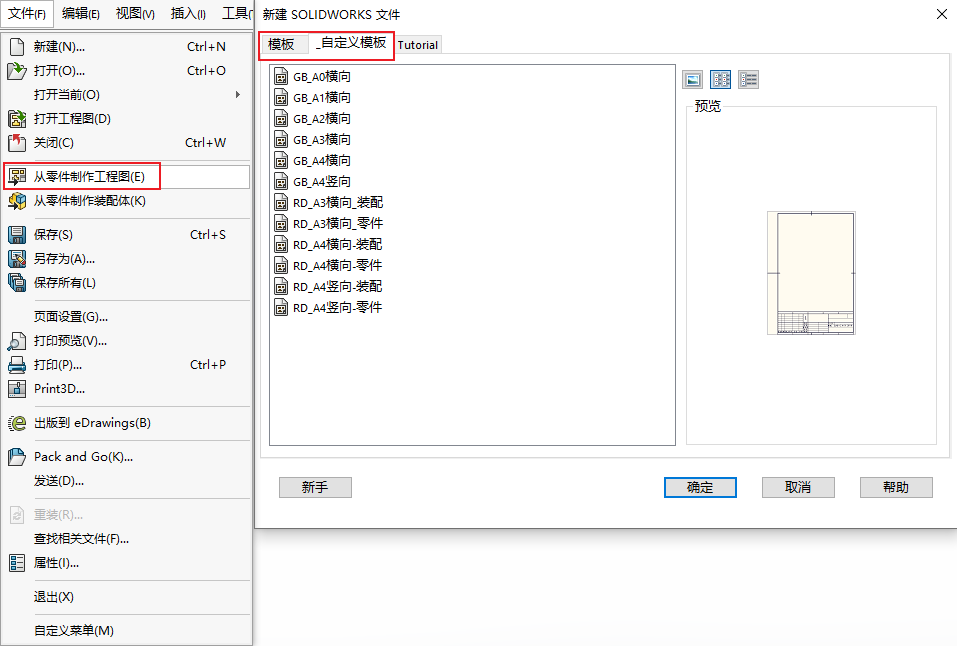 文件(F) 编辑(E) 视图(V) 插入(I) 工具(
新建(N)... Ctrl+N
打开(O)... Ctrl+O
打开当前(O)
打开工程图(D)
关闭(C) Ctrl+W
从零件制作工程图(E)
从零件制作装配体(K)
保存(S) Ctrl+S
另存为(A)...
保存所有(L)
页面设置(G)...
打印预览(V)...
打印(P)... Ctrl+P
Print3D...
出版到 eDrawings(B)
Pack and Go(K)...
发送(D)...
重装(R)...
查找相关文件(F)...
属性(I)...
退出(X)
自定义菜单(M)
新建 SOLIDWORKS 文件
模板 _自定义模板 Tutorial
GB_A0横向
GB_A1横向
GB_A2横向
GB_A3横向
GB_A4横向
GB_A4竖向
RD_A3横向_装配
RD_A3横向_零件
RD_A4横向-装配
RD_A4横向-零件
RD_A4竖向-装配
RD_A4竖向-零件
预览
新手 确定 取消 帮助